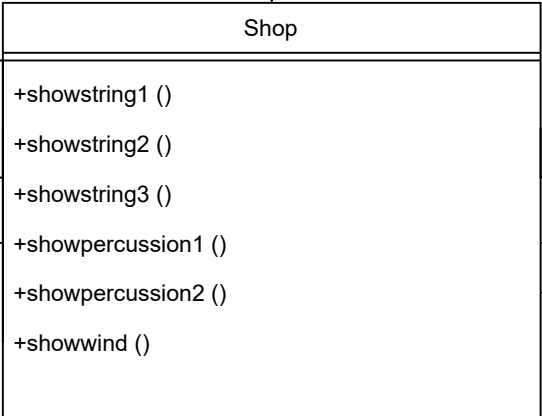 Shop
+showstring1 ()
+showstring2 ()
+showstring3 ()
+showpercussion1 ()
+showpercussion2 ()
+showwind ()